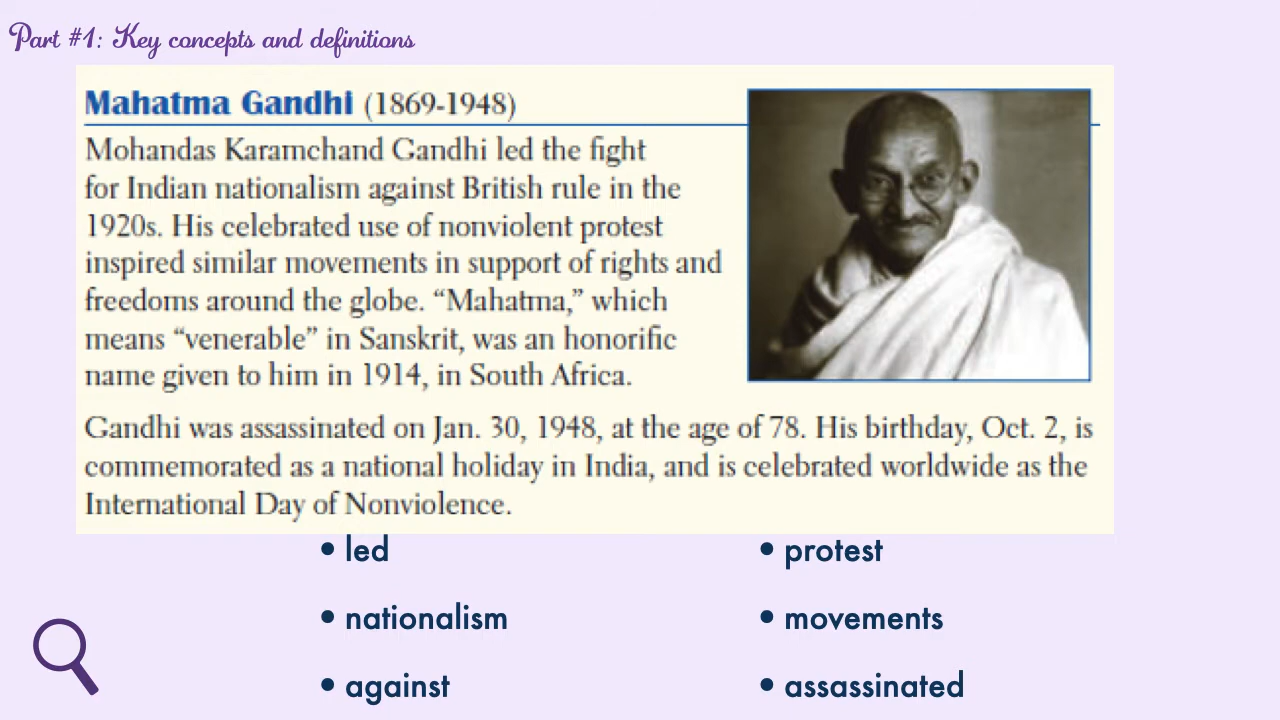 Part #1: Key concepts and definitions
Mahatma Gandhi (1869-1948)
Mohandas Karamchand Gandhi led the fight
for Indian nationalism against British rule in the
1920s. His celebrated use of nonviolent protest
inspired similar movements in support of rights and
freedoms around the globe. “Mahatma,” which
means “venerable” in Sanskrit, was an honorific
name given to him in 1914, in South Africa.
Gandhi was assassinated on Jan. 30, 1948, at the age of 78. His birthday, Oct. 2, is
commemorated as a national holiday in India, and is celebrated worldwide as the
International Day of Nonviolence.
• led
• nationalism
• against
• protest
• movements
• assassinated